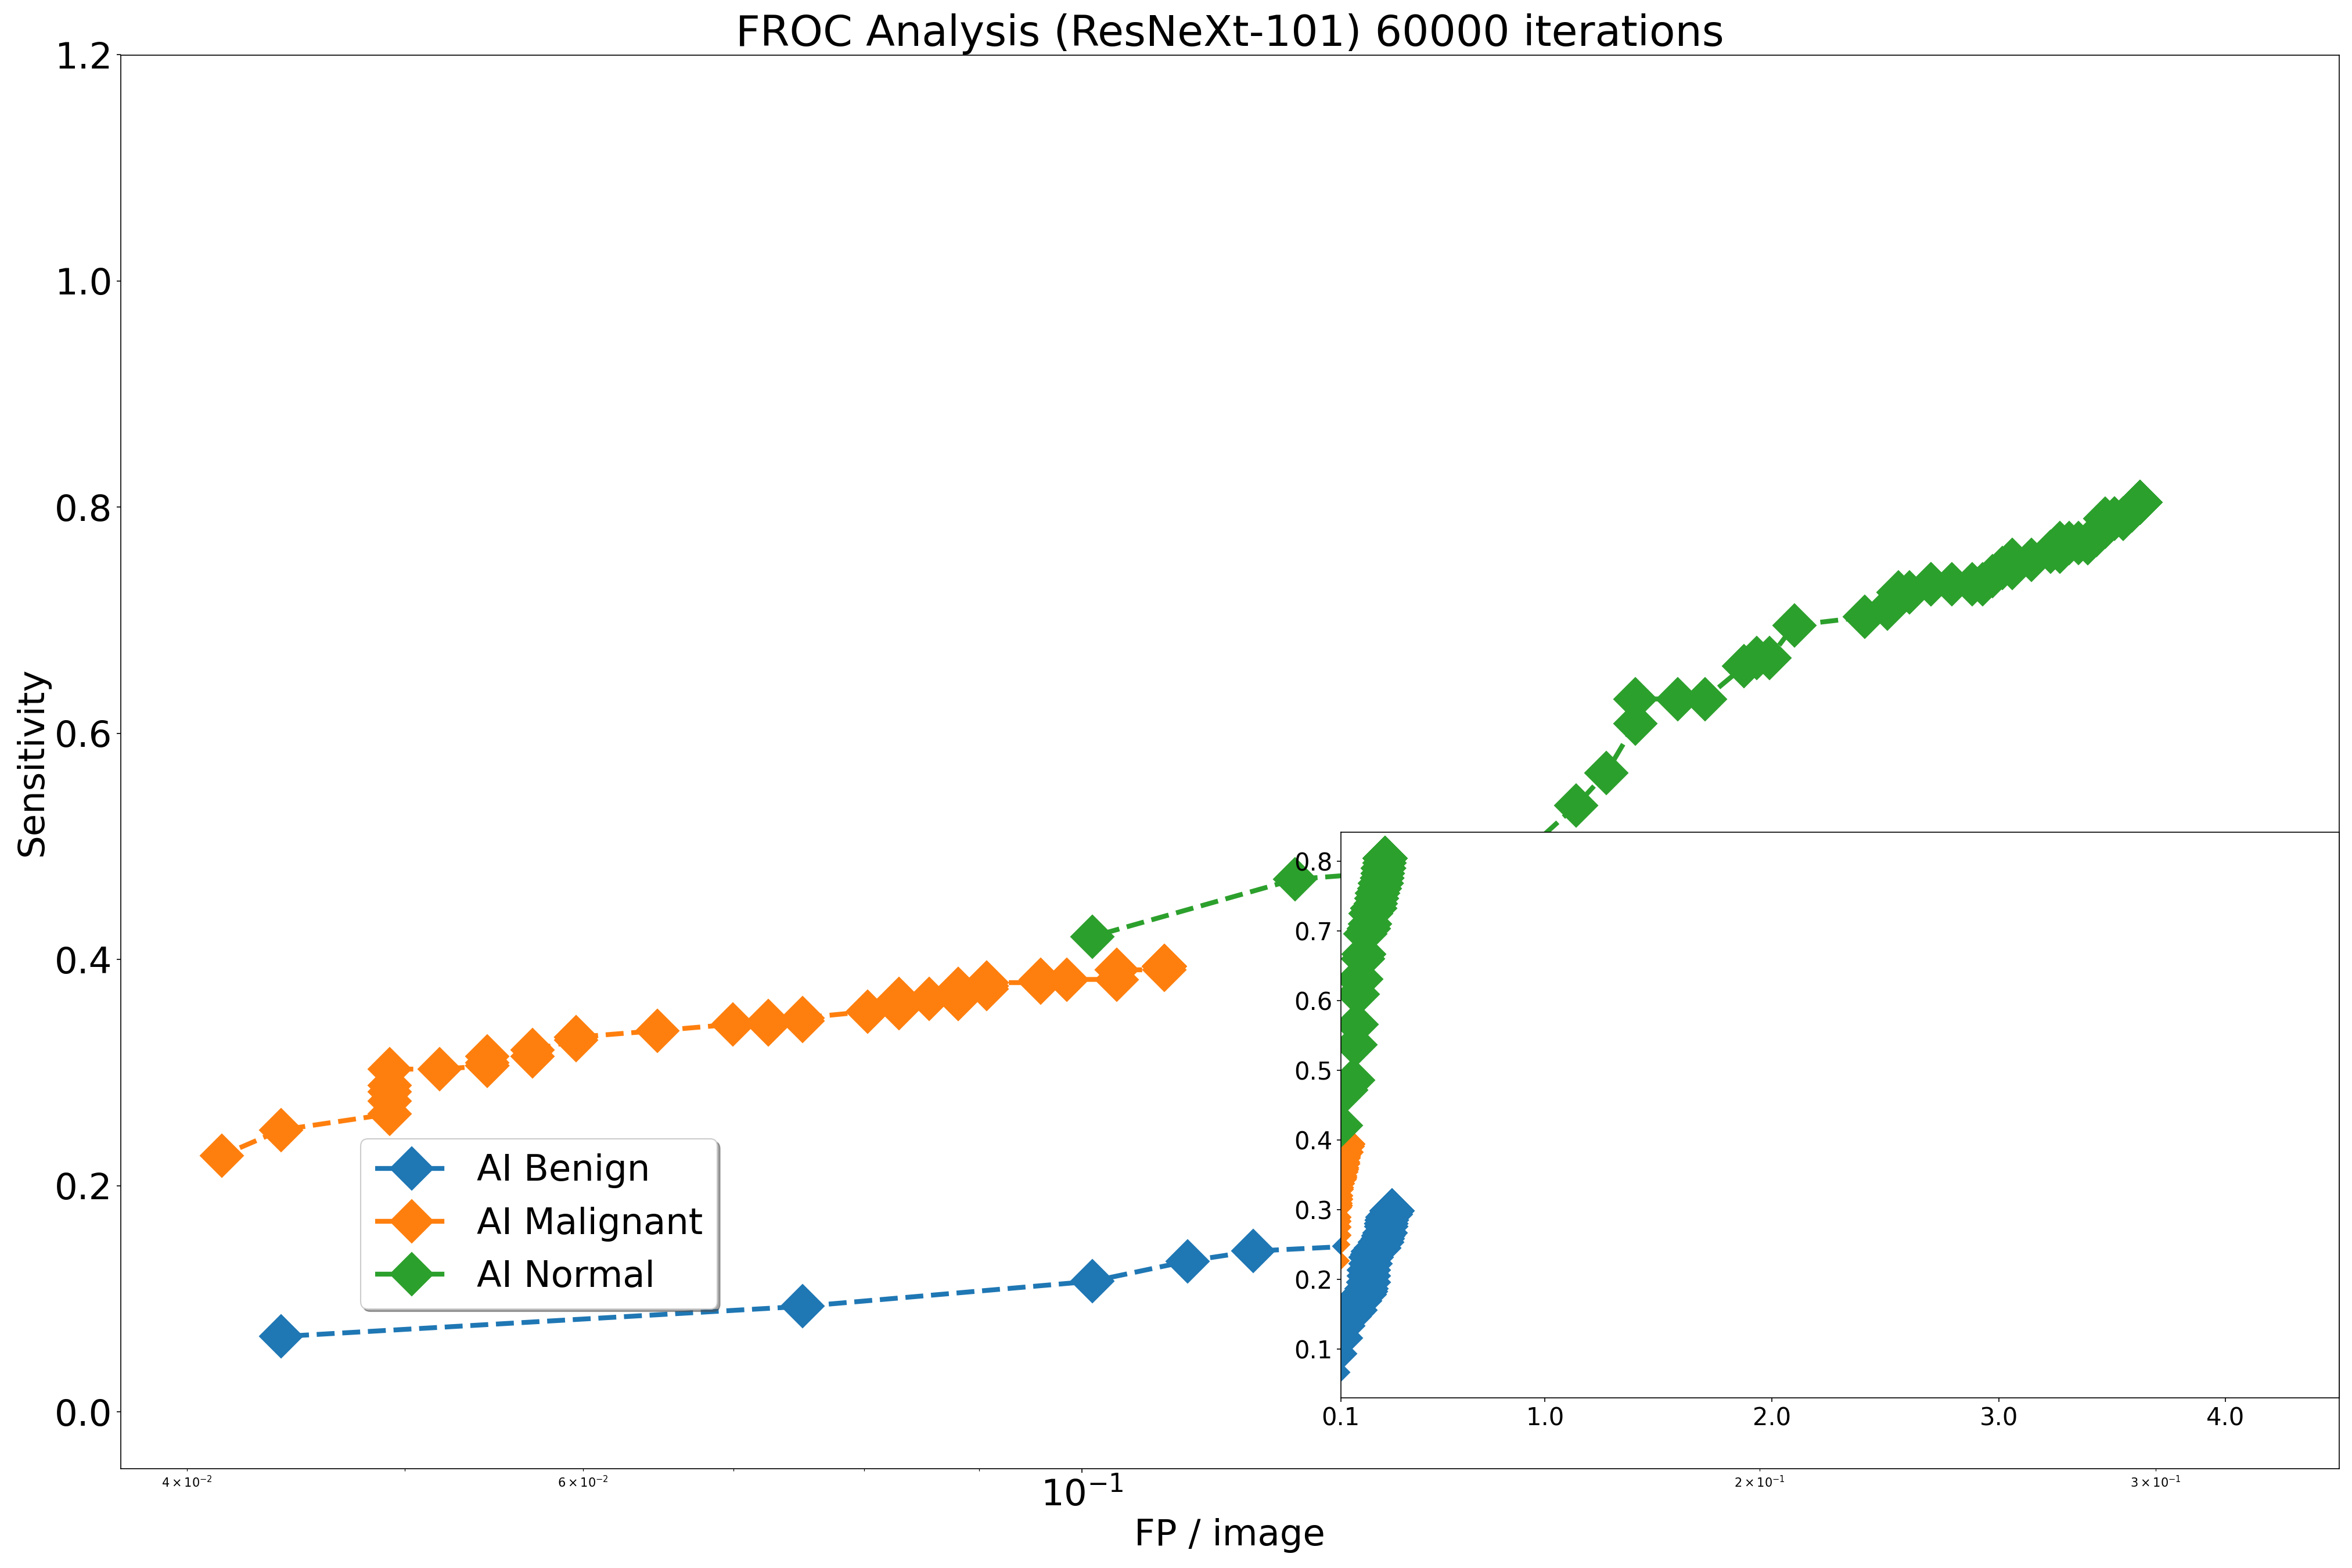 FROC Analysis (ResNeXt-101) 60000 iterations
1.2
1.0
0.8
0.6
0.4
0.2
0.0
Sensitivity
AI Benign
AI Malignant
AI Normal
0.8
0.7
0.6
0.5
0.4
0.3
0.2
0.1
0.1 1.0 2.0 3.0 4.0
4 × 10⁻² 6 × 10⁻² 10⁻¹ 2 × 10⁻¹ 3 × 10⁻¹
FP / image